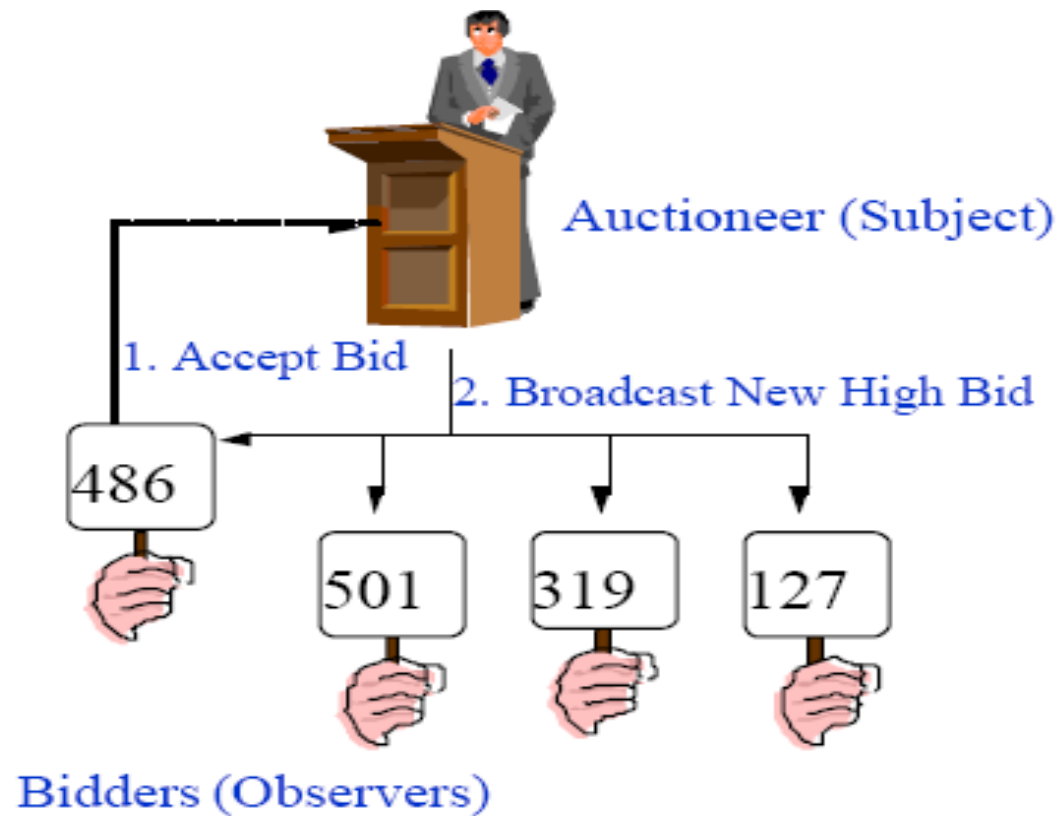 Auctioneer (Subject)
1. Accept Bid
2. Broadcast New High Bid
486
501
319
127
Bidders (Observers)